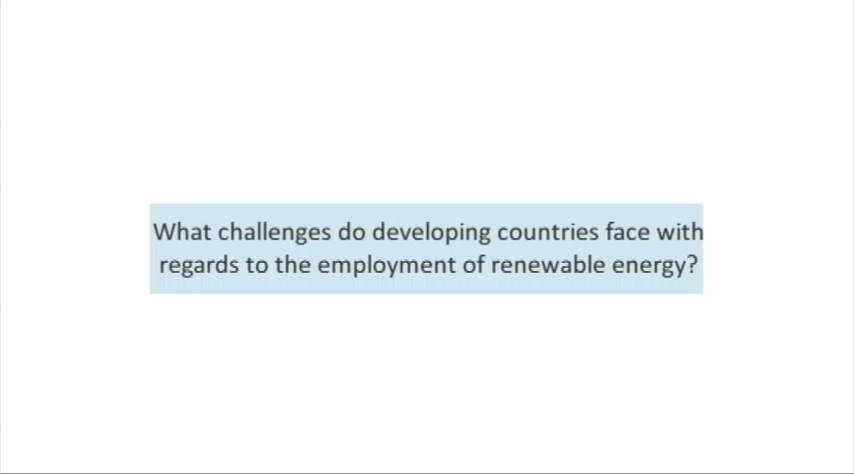 What challenges do developing countries face with
regards to the employment of renewable energy?